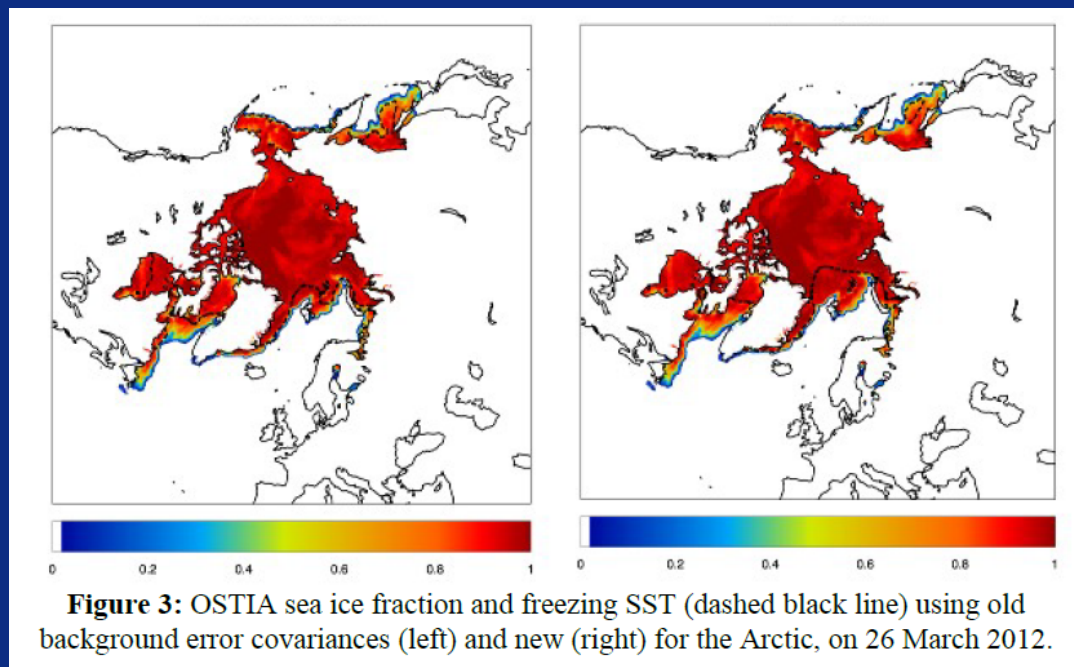 0 0.2 0.4 0.6 0.8 1
0 0.2 0.4 0.6 0.8 1
Figure 3: OSTIA sea ice fraction and freezing SST (dashed black line) using old
background error covariances (left) and new (right) for the Arctic, on 26 March 2012.